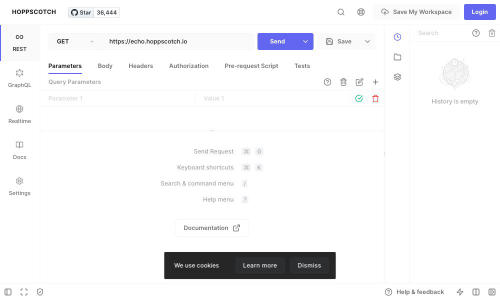 HOPPSCOTCH
Star 36,444
Save My Workspace
Login
REST
GraphQL
Realtime
Docs
Settings
GET
https://echo.hoppscotch.io
Send
Save
Parameters Body Headers Authorization Pre-request Script Tests
Query Parameters
Parameter 1 Value 1
Send Request ⌘ G
Keyboard shortcuts ⌘ K
Search & command menu /
Help menu ?
Documentation
We use cookies Learn more Dismiss
Search
History is empty
Help & feedback